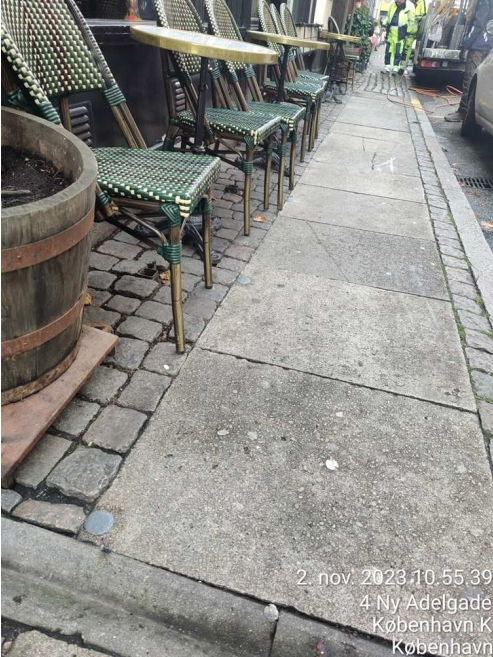 2. nov. 2023 10.55.39
4 Ny Adelgade
København K
København